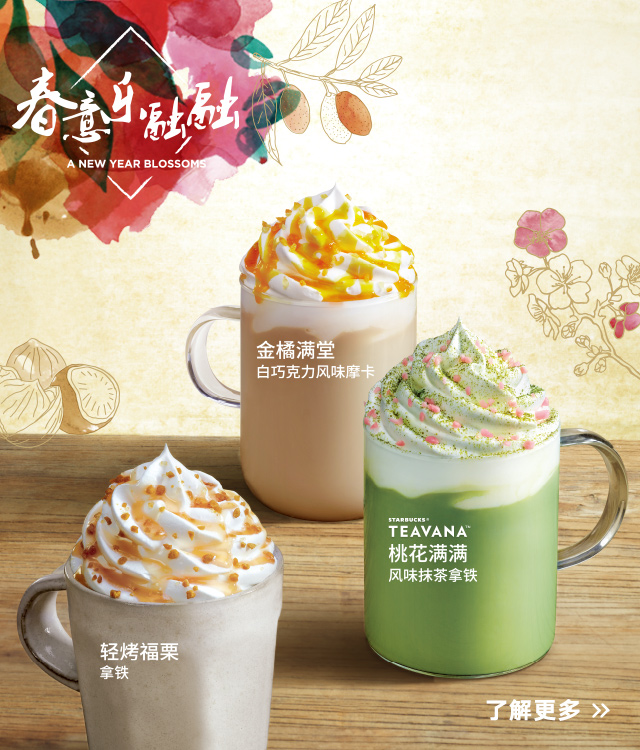 春意乐融融
A NEW YEAR BLOSSOMS
金橘满堂
白巧克力风味摩卡
STARBUCKS®
TEAVANA™
桃花满满
风味抹茶拿铁
轻烤福栗
拿铁
了解更多 »